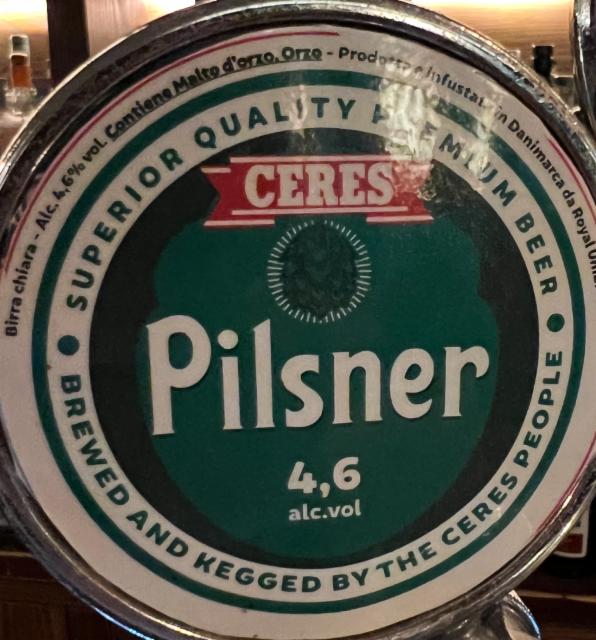 Birra chiara - Alc. 4,6% vol. Contiene Malto d'orzo, Orzo - Prodotto e infustato in Danimarca da Royal
SUPERIOR QUALITY PREMIUM BEER
CERES
Pilsner
4,6
alc.vol
BREWED AND KEGGED BY THE CERES PEOPLE